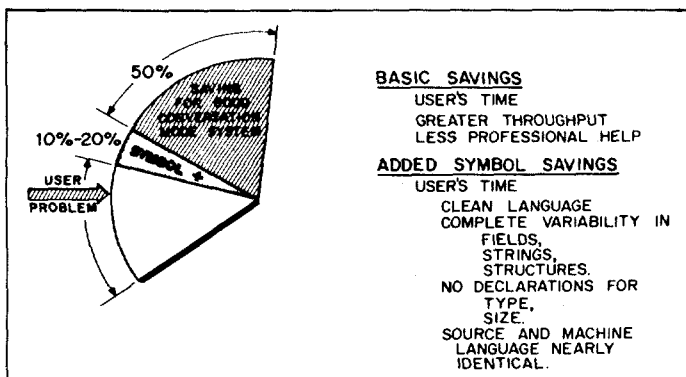 50%
SAVING
FOR GOOD
CONVERSATION
MODE SYSTEM
10%-20%
SYMBOL +
USER
PROBLEM
BASIC SAVINGS
USER'S TIME
GREATER THROUGHPUT
LESS PROFESSIONAL HELP
ADDED SYMBOL SAVINGS
USER'S TIME
CLEAN LANGUAGE
COMPLETE VARIABILITY IN
FIELDS,
STRINGS,
STRUCTURES.
NO DECLARATIONS FOR
TYPE,
SIZE.
SOURCE AND MACHINE
LANGUAGE NEARLY
IDENTICAL.